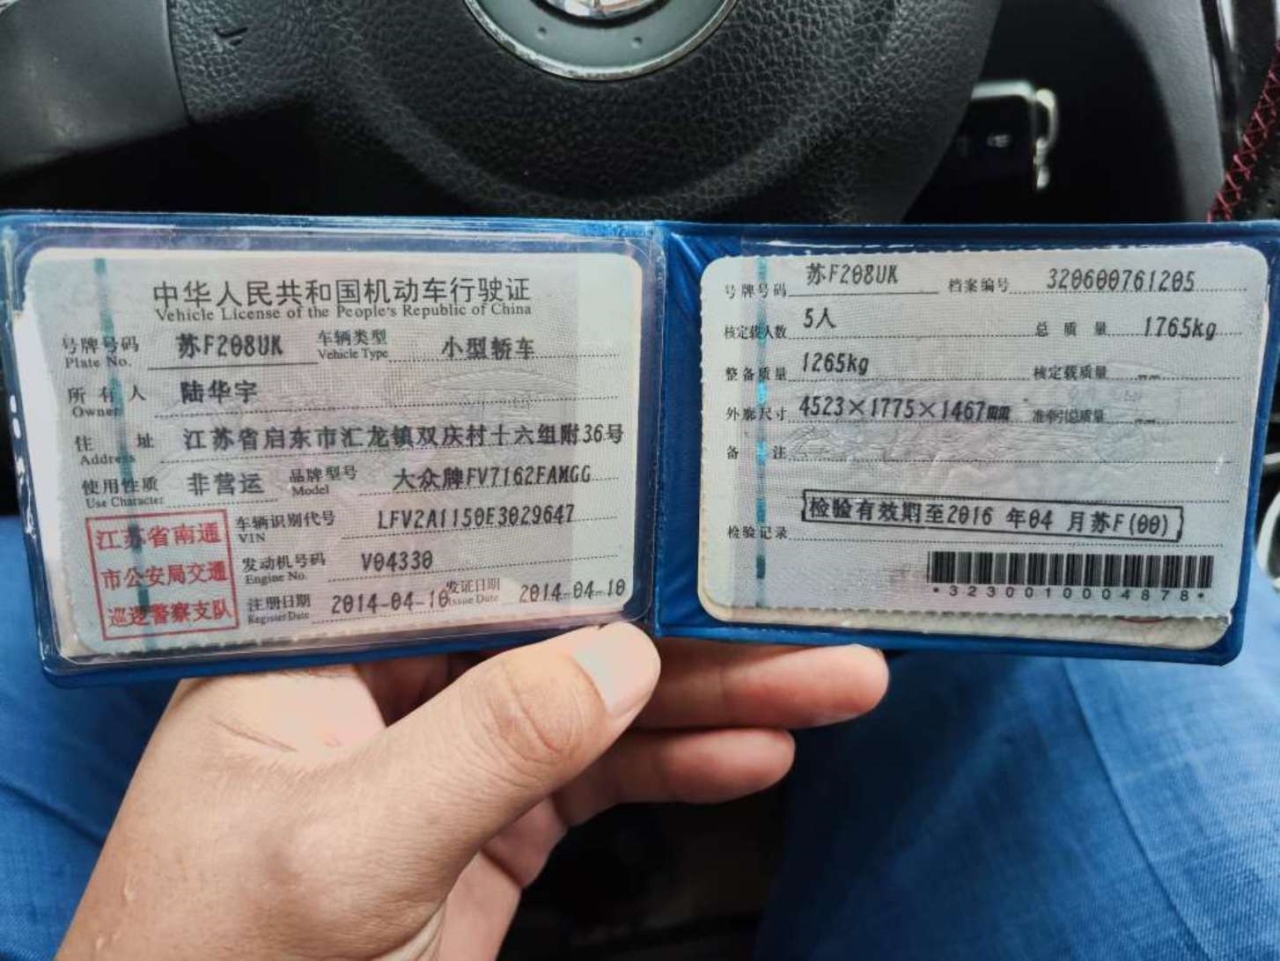 中华人民共和国机动车行驶证
Vehicle License of the People's Republic of China
号牌号码 苏F208UK 车辆类型 小型轿车
Plate No. Vehicle Type
所有人 陆华宇
Owner
住址 江苏省启东市汇龙镇双庆村十六组附36号
Address
使用性质 非营运 品牌型号 大众牌FV7162FAMGG
Use Character Model
江苏省南通
市公安局交通
巡逻警察支队
车辆识别代号 LFV2A1150E3029647
VIN
发动机号码 V04330
Engine No.
注册日期 2014-04-10 发证日期 2014-04-10
Register Date Issue Date
号牌号码 苏F208UK 档案编号 320600761205
核定载人数 5人 总质量 1765kg
整备质量 1265kg 核定载质量 --
外廓尺寸 4523×1775×1467mm 准牵引总质量 --
备注
检验记录 检验有效期至2016年04月苏F(00)
*3230010004878*